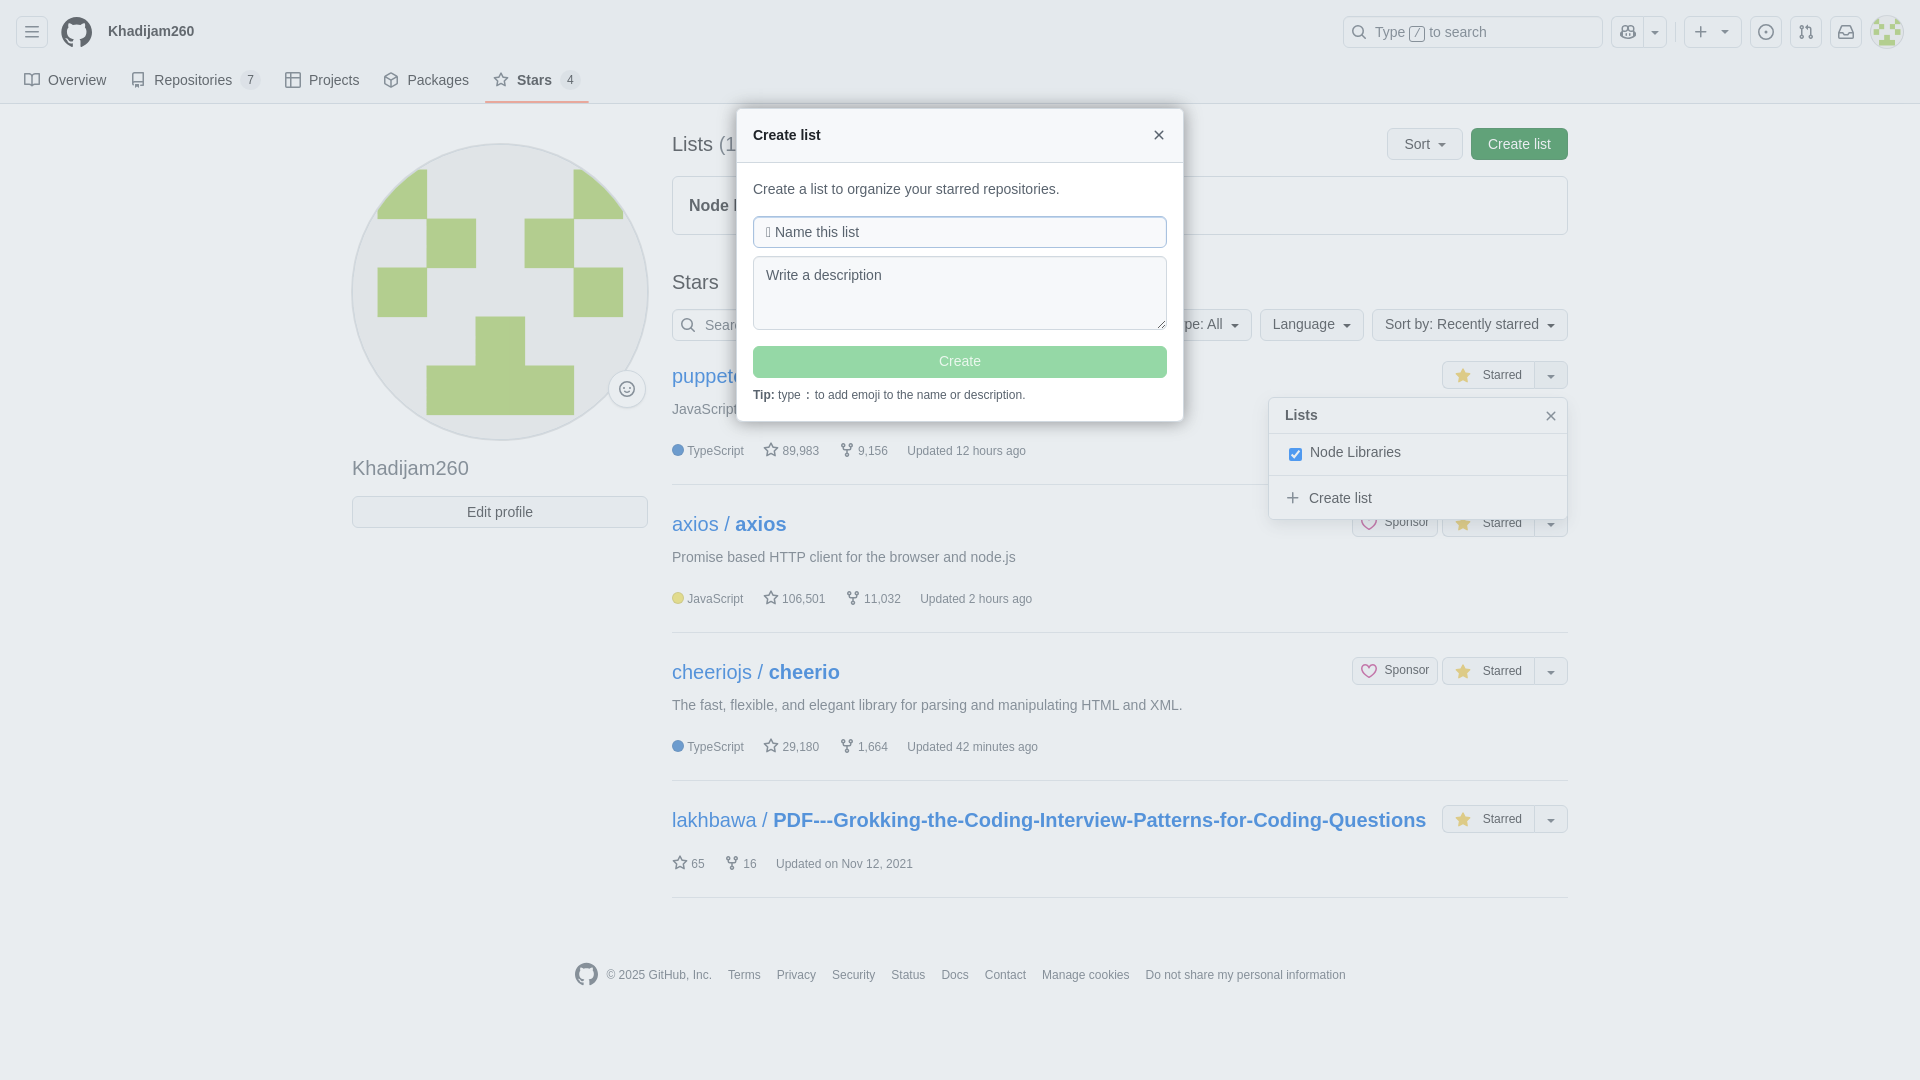 Khadijam260
Type / to search
Overview
Repositories 7
Projects
Packages
Stars 4
Create list
Create a list to organize your starred repositories.
Name this list
Write a description
Create
Tip: type : to add emoji to the name or description.
Lists (1
Sort
Create list
Node
Stars
Sear
pe: All
Language
Sort by: Recently starred
puppet
Starred
JavaScript
TypeScript 89,983 9,156 Updated 12 hours ago
Lists
Node Libraries
Create list
axios / axios
Sponsor
Starred
Promise based HTTP client for the browser and node.js
JavaScript 106,501 11,032 Updated 2 hours ago
cheeriojs / cheerio
Sponsor
Starred
The fast, flexible, and elegant library for parsing and manipulating HTML and XML.
TypeScript 29,180 1,664 Updated 42 minutes ago
lakhbawa / PDF---Grokking-the-Coding-Interview-Patterns-for-Coding-Questions
Starred
65 16 Updated on Nov 12, 2021
Khadijam260
Edit profile
© 2025 GitHub, Inc. Terms Privacy Security Status Docs Contact Manage cookies Do not share my personal information